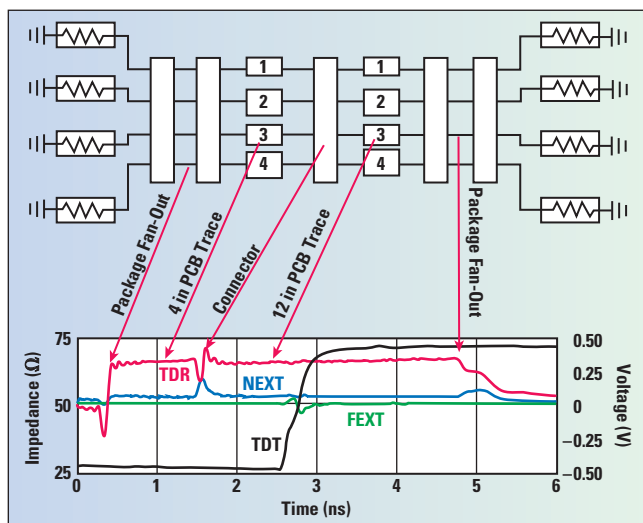 1 1
2 2
3 3
4 4
Package Fan-Out
4 in PCB Trace
Connector
12 in PCB Trace
Package Fan-Out
Impedance (Ω)
75
50
25
TDR
NEXT
FEXT
TDT
0.50
0.25
0
−0.25
−0.50
Voltage (V)
0 1 2 3 4 5 6
Time (ns)